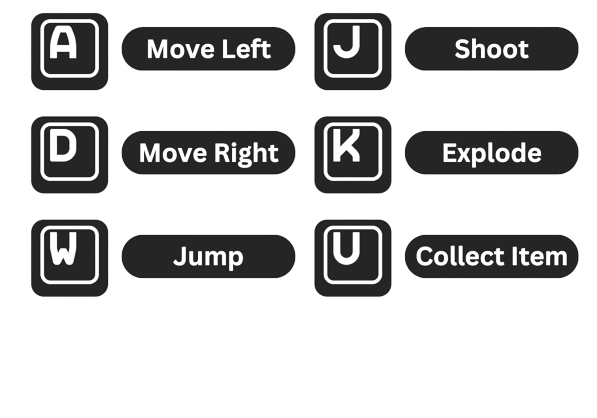 A Move Left
J Shoot
D Move Right
K Explode
W Jump
U Collect Item